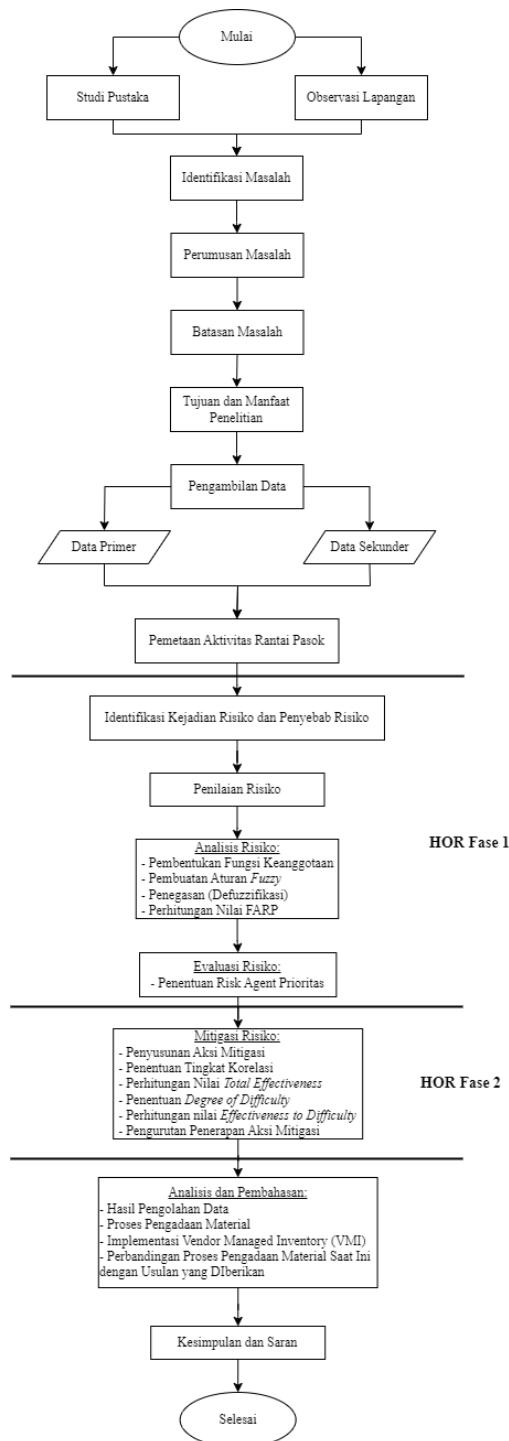 Mulai
Studi Pustaka
Observasi Lapangan
Identifikasi Masalah
Perumusan Masalah
Batasan Masalah
Tujuan dan Manfaat
Penelitian
Pengambilan Data
Data Primer
Data Sekunder
Pemetaan Aktivitas Rantai Pasok
Identifikasi Kejadian Risiko dan Penyebab Risiko
Penilaian Risiko
HOR Fase 1
Analisis Risiko:
- Pembentukan Fungsi Keanggotaan
- Pembuatan Aturan Fuzzy
- Penegasan (Defuzzifikasi)
- Perhitungan Nilai FARP
Evaluasi Risiko:
- Penentuan Risk Agent Prioritas
Mitigasi Risiko:
- Penyusunan Aksi Mitigasi
- Penentuan Tingkat Korelasi
- Perhitungan Nilai Total Effectiveness
- Penentuan Degree of Difficulty
- Perhitungan nilai Effectiveness to Difficulty
- Pengurutan Penerapan Aksi Mitigasi
HOR Fase 2
Analisis dan Pembahasan:
- Hasil Pengolahan Data
- Proses Pengadaan Material
- Implementasi Vendor Managed Inventory (VMI)
- Perbandingan Proses Pengadaan Material Saat Ini
dengan Usulan yang DIberikan
Kesimpulan dan Saran
Selesai